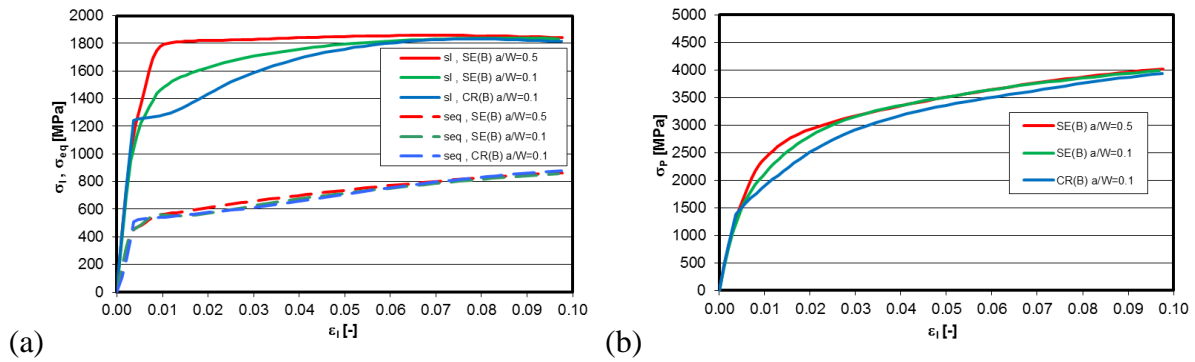 σI , σeq [MPa]
2000
1800
1600
1400
1200
1000
800
600
400
200
0
sI , SE(B) a/W=0.5
sI , SE(B) a/W=0.1
sI , CR(B) a/W=0.1
seq , SE(B) a/W=0.5
seq , SE(B) a/W=0.1
seq , CR(B) a/W=0.1
0.00 0.01 0.02 0.03 0.04 0.05 0.06 0.07 0.08 0.09 0.10
εI [-]
(a)
σP [MPa]
5000
4500
4000
3500
3000
2500
2000
1500
1000
500
0
SE(B) a/W=0.5
SE(B) a/W=0.1
CR(B) a/W=0.1
0.00 0.01 0.02 0.03 0.04 0.05 0.06 0.07 0.08 0.09 0.10
εI [-]
(b)